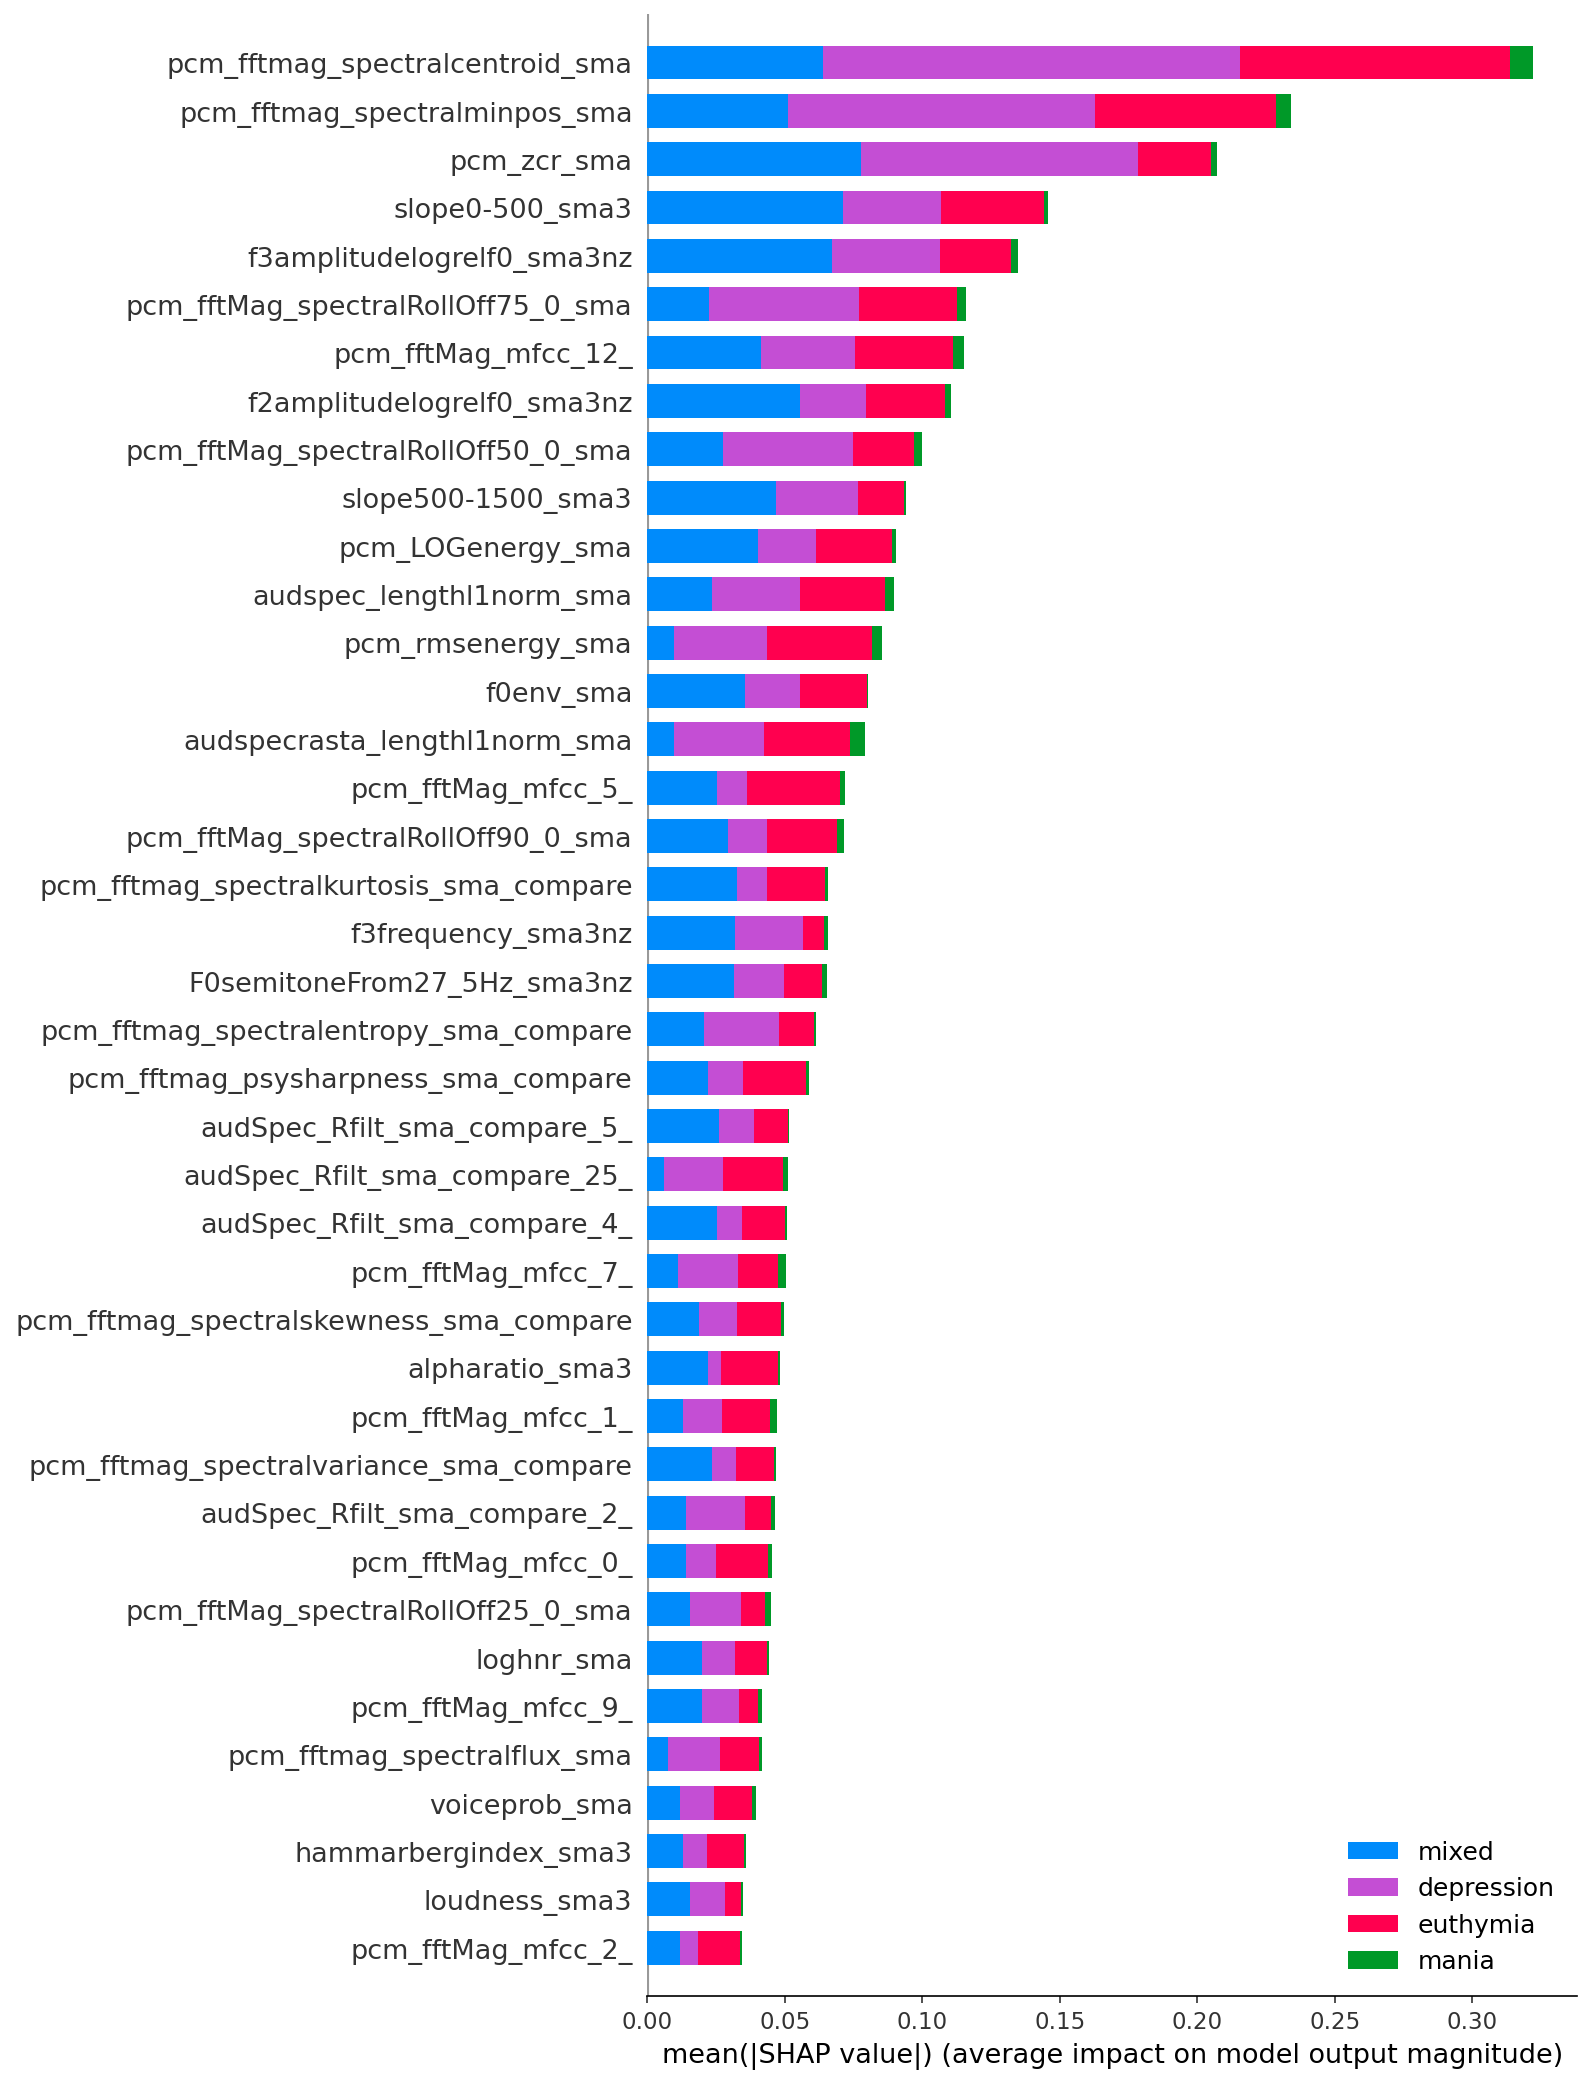 pcm_fftmag_spectralcentroid_sma
pcm_fftmag_spectralminpos_sma
pcm_zcr_sma
slope0-500_sma3
f3amplitudelogrelf0_sma3nz
pcm_fftMag_spectralRollOff75_0_sma
pcm_fftMag_mfcc_12_
f2amplitudelogrelf0_sma3nz
pcm_fftMag_spectralRollOff50_0_sma
slope500-1500_sma3
pcm_LOGenergy_sma
audspec_lengthl1norm_sma
pcm_rmsenergy_sma
f0env_sma
audspecrasta_lengthl1norm_sma
pcm_fftMag_mfcc_5_
pcm_fftMag_spectralRollOff90_0_sma
pcm_fftmag_spectralkurtosis_sma_compare
f3frequency_sma3nz
F0semitoneFrom27_5Hz_sma3nz
pcm_fftmag_spectralentropy_sma_compare
pcm_fftmag_psysharpness_sma_compare
audSpec_Rfilt_sma_compare_5_
audSpec_Rfilt_sma_compare_25_
audSpec_Rfilt_sma_compare_4_
pcm_fftMag_mfcc_7_
pcm_fftmag_spectralskewness_sma_compare
alpharatio_sma3
pcm_fftMag_mfcc_1_
pcm_fftmag_spectralvariance_sma_compare
audSpec_Rfilt_sma_compare_2_
pcm_fftMag_mfcc_0_
pcm_fftMag_spectralRollOff25_0_sma
loghnr_sma
pcm_fftMag_mfcc_9_
pcm_fftmag_spectralflux_sma
voiceprob_sma
hammarbergindex_sma3
loudness_sma3
pcm_fftMag_mfcc_2_
mixed
depression
euthymia
mania
0.00 0.05 0.10 0.15 0.20 0.25 0.30
mean(|SHAP value|) (average impact on model output magnitude)